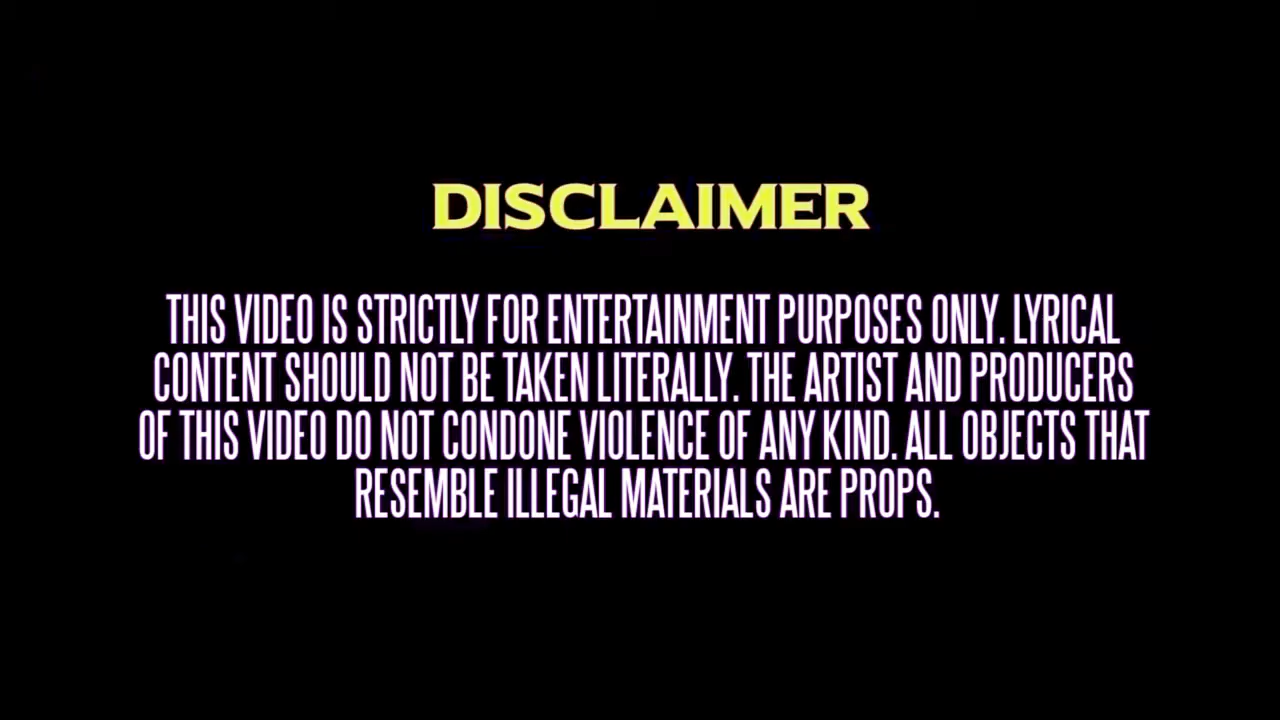 DISCLAIMER
THIS VIDEO IS STRICTLY FOR ENTERTAINMENT PURPOSES ONLY. LYRICAL
CONTENT SHOULD NOT BE TAKEN LITERALLY. THE ARTIST AND PRODUCERS
OF THIS VIDEO DO NOT CONDONE VIOLENCE OF ANY KIND. ALL OBJECTS THAT
RESEMBLE ILLEGAL MATERIALS ARE PROPS.